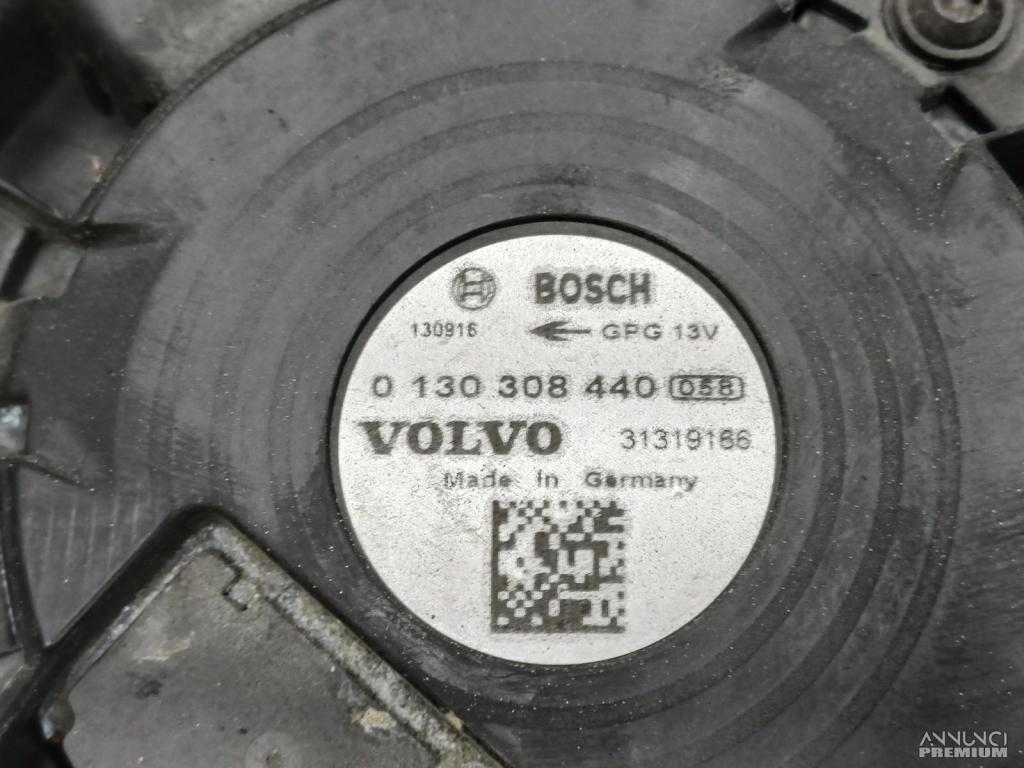 BOSCH
130916 GPG 13V
0 130 308 440 058
VOLVO 31319166
Made in Germany
ANNUNCI
PREMIUM